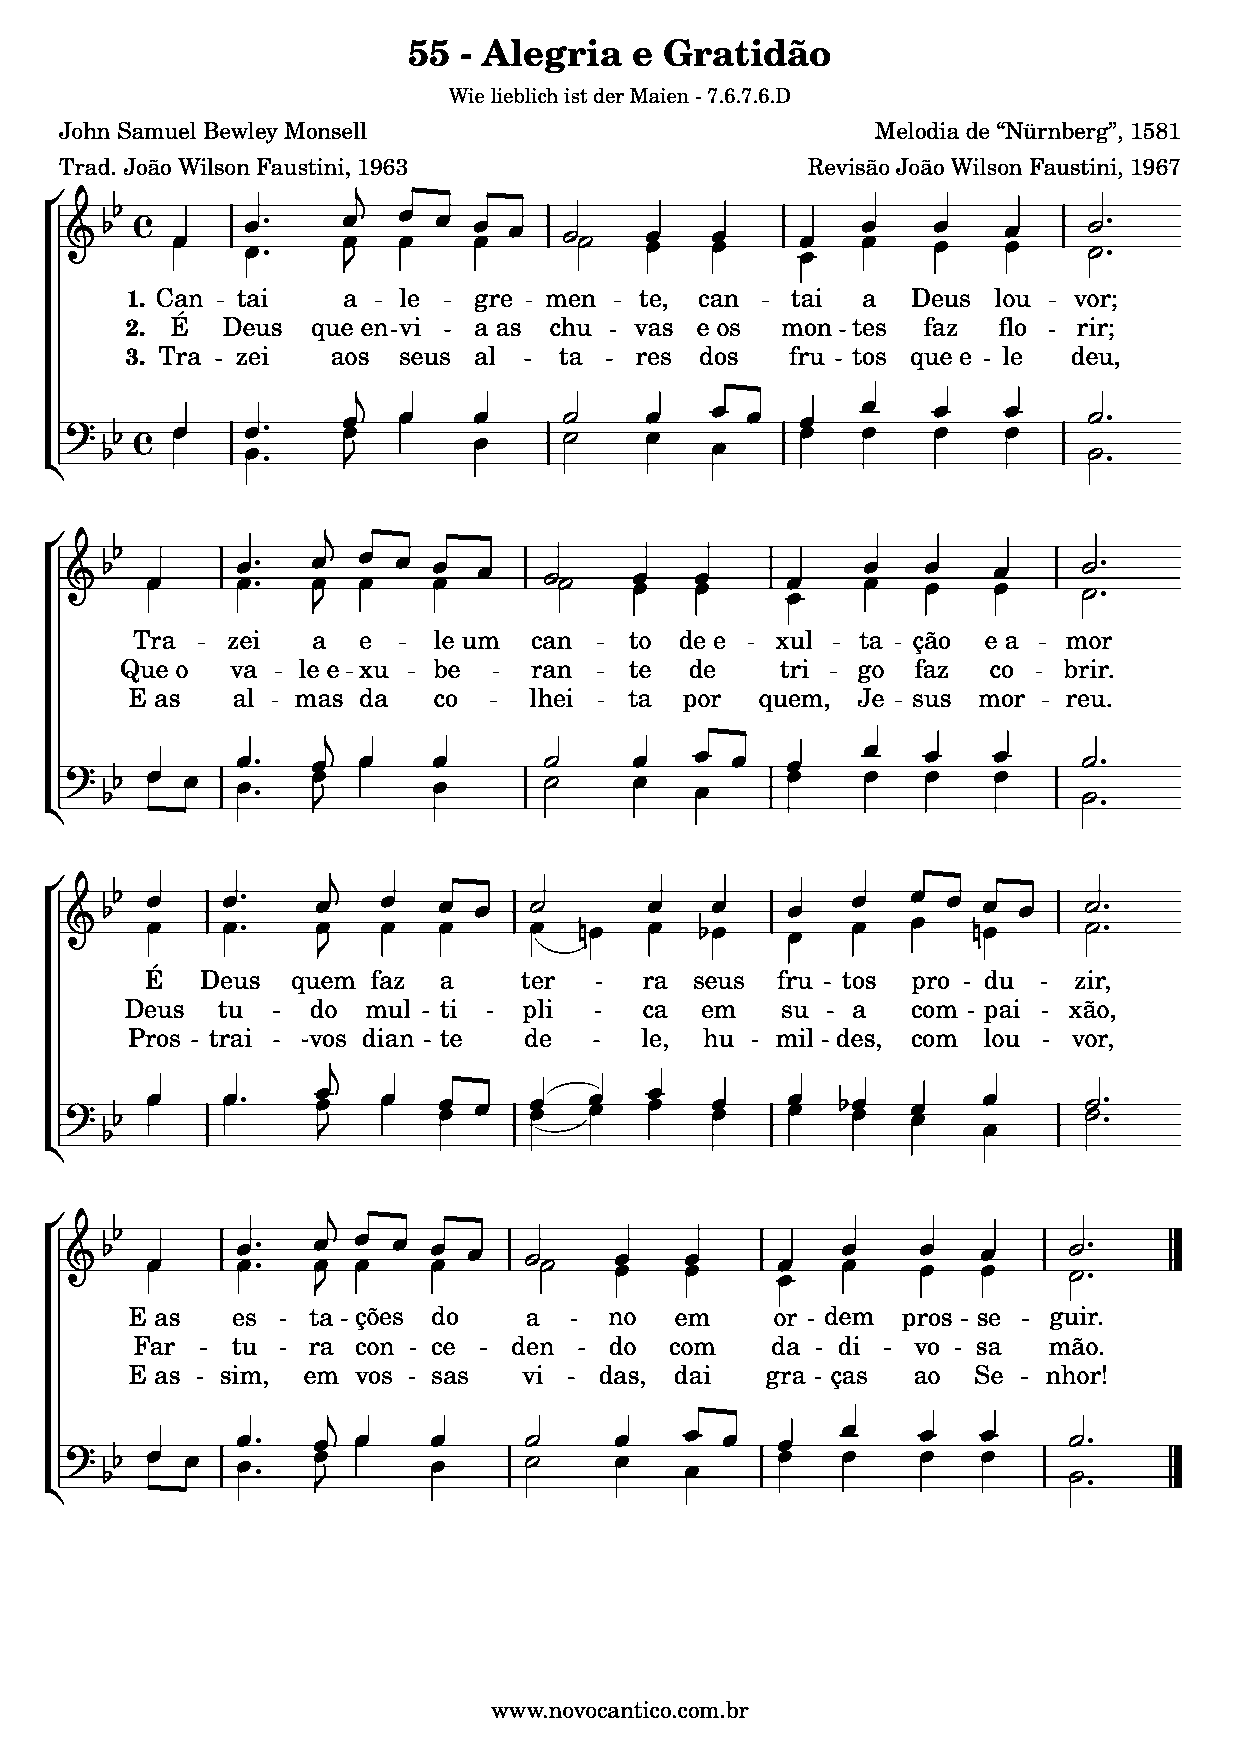 55 - Alegria e Gratidão
Wie lieblich ist der Maien - 7.6.7.6.D
John Samuel Bewley Monsell
Melodia de “Nürnberg”, 1581
Trad. João Wilson Faustini, 1963
Revisão João Wilson Faustini, 1967
1. Can - tai a - le - gre - men - te, can - tai a Deus lou - vor;
2. É Deus que en-vi - a as chu - vas e os mon - tes faz flo - rir;
3. Tra - zei aos seus al - ta - res dos fru - tos que e - le deu,
Tra - zei a e - le um can - to de e - xul - ta - ção e a - mor
Que o va - le e - xu - be - ran - te de tri - go faz co - brir.
E as al - mas da co - lhei - ta por quem, Je - sus mor - reu.
É Deus quem faz a ter - ra seus fru - tos pro - du - zir,
Deus tu - do mul - ti - pli - ca em su - a com - pai - xão,
Pros - trai - -vos dian - te de - le, hu - mil - des, com lou - vor,
E as es - ta - ções do a - no em or - dem pros - se - guir.
Far - tu - ra con - ce - den - do com da - di - vo - sa mão.
E as - sim, em vos - sas vi - das, dai gra - ças ao Se - nhor!
www.novocantico.com.br